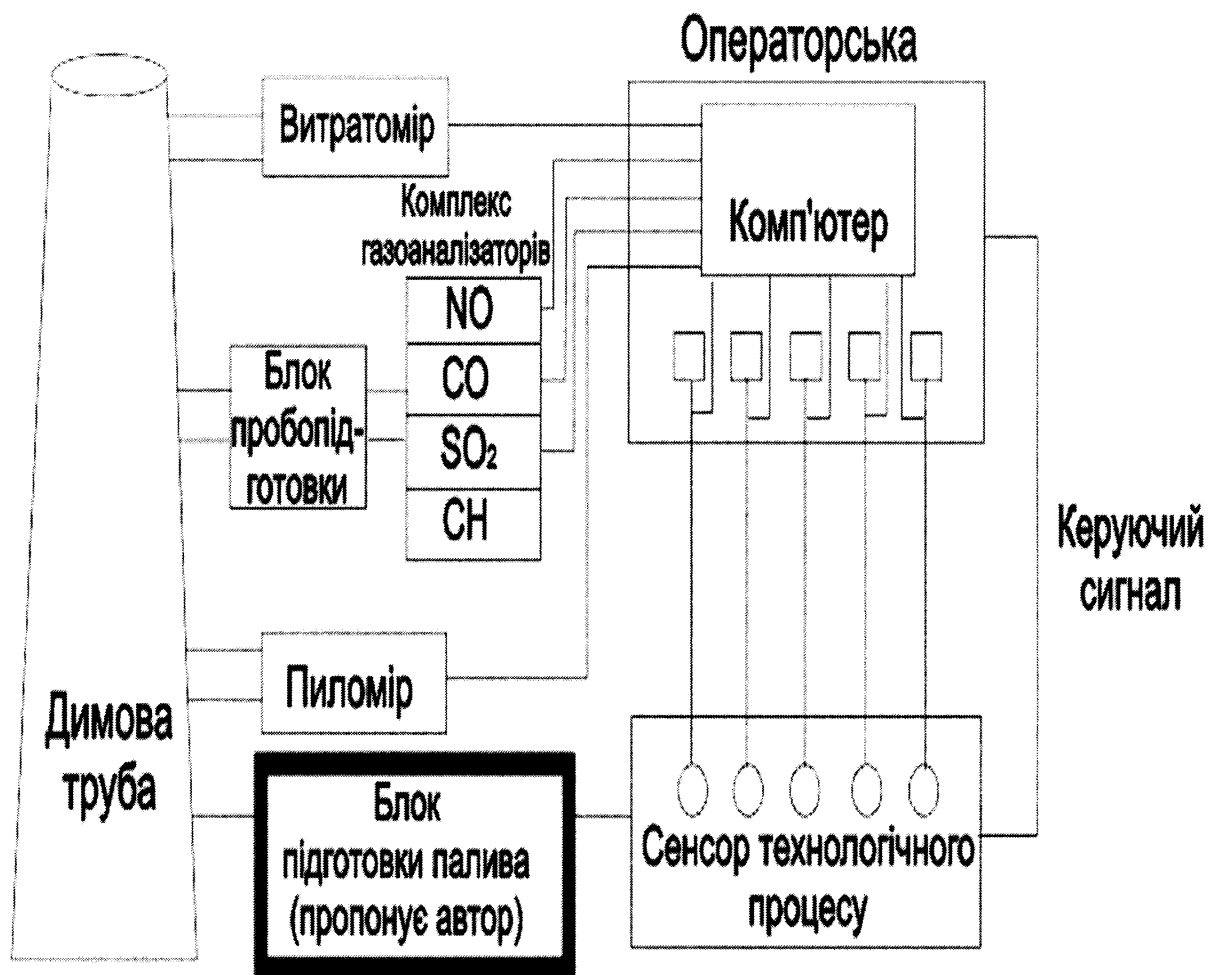 Операторська
Витратомір
Комплекс
газоаналізаторів
Комп'ютер
NO
CO
SO₂
CH
Блок
пробопід-
готовки
Керуючий
сигнал
Пиломір
Димова
труба
Блок
підготовки палива
(пропонує автор)
Сенсор технологічного
процесу